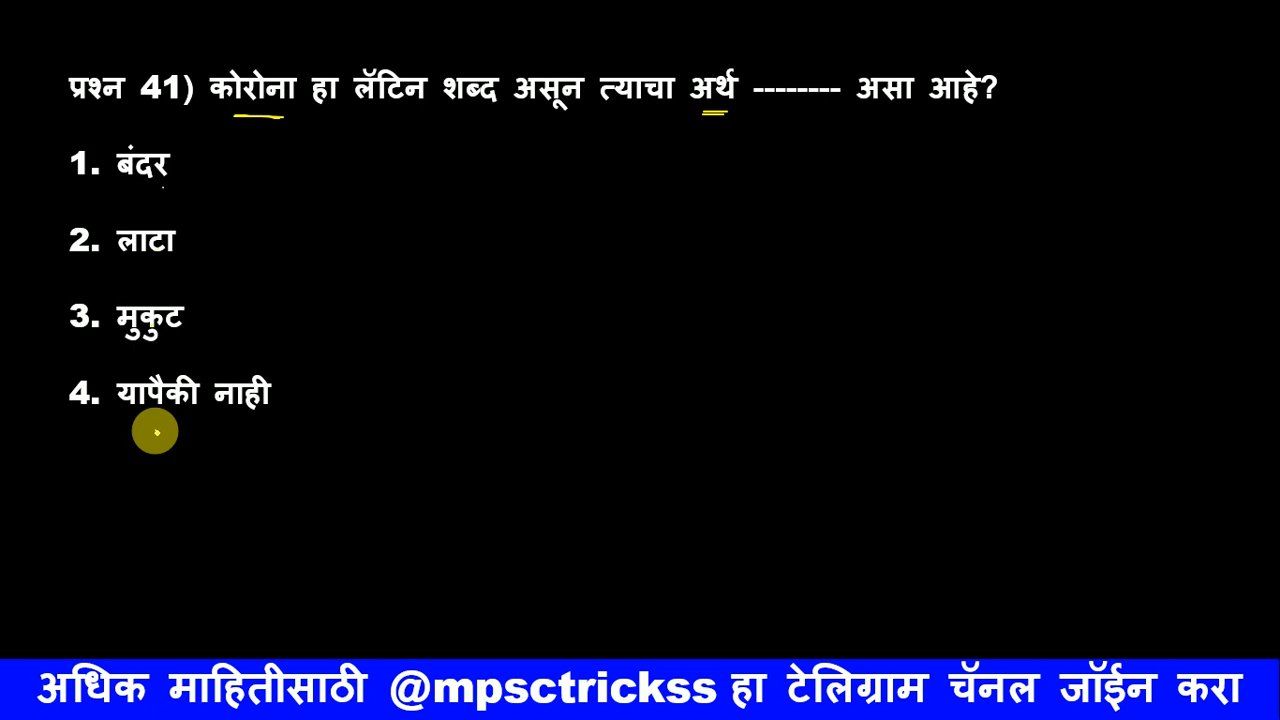 प्रश्न 41) कोरोना हा लॅटिन शब्द असून त्याचा अर्थ -------- असा आहे?
1. बंदर
2. लाटा
3. मुकुट
4. यापैकी नाही
अधिक माहितीसाठी @mpsctrickss हा टेलिग्राम चॅनल जॉईन करा